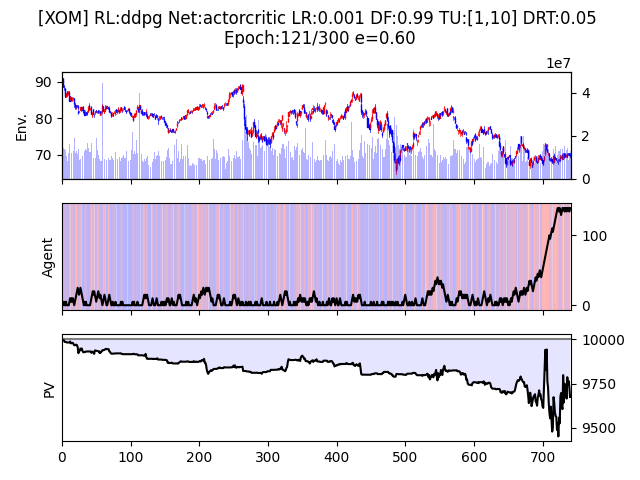 [XOM] RL:ddpg Net:actorcritic LR:0.001 DF:0.99 TU:[1,10] DRT:0.05
Epoch:121/300 e=0.60
1e7
90
80
70
Env.
4
2
0
Agent
100
0
PV
10000
9750
9500
0 100 200 300 400 500 600 700